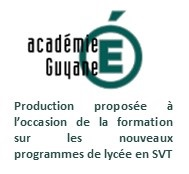 académie
Guyane
É
Production proposée à
l'occasion de la formation
sur les nouveaux
programmes de lycée en SVT